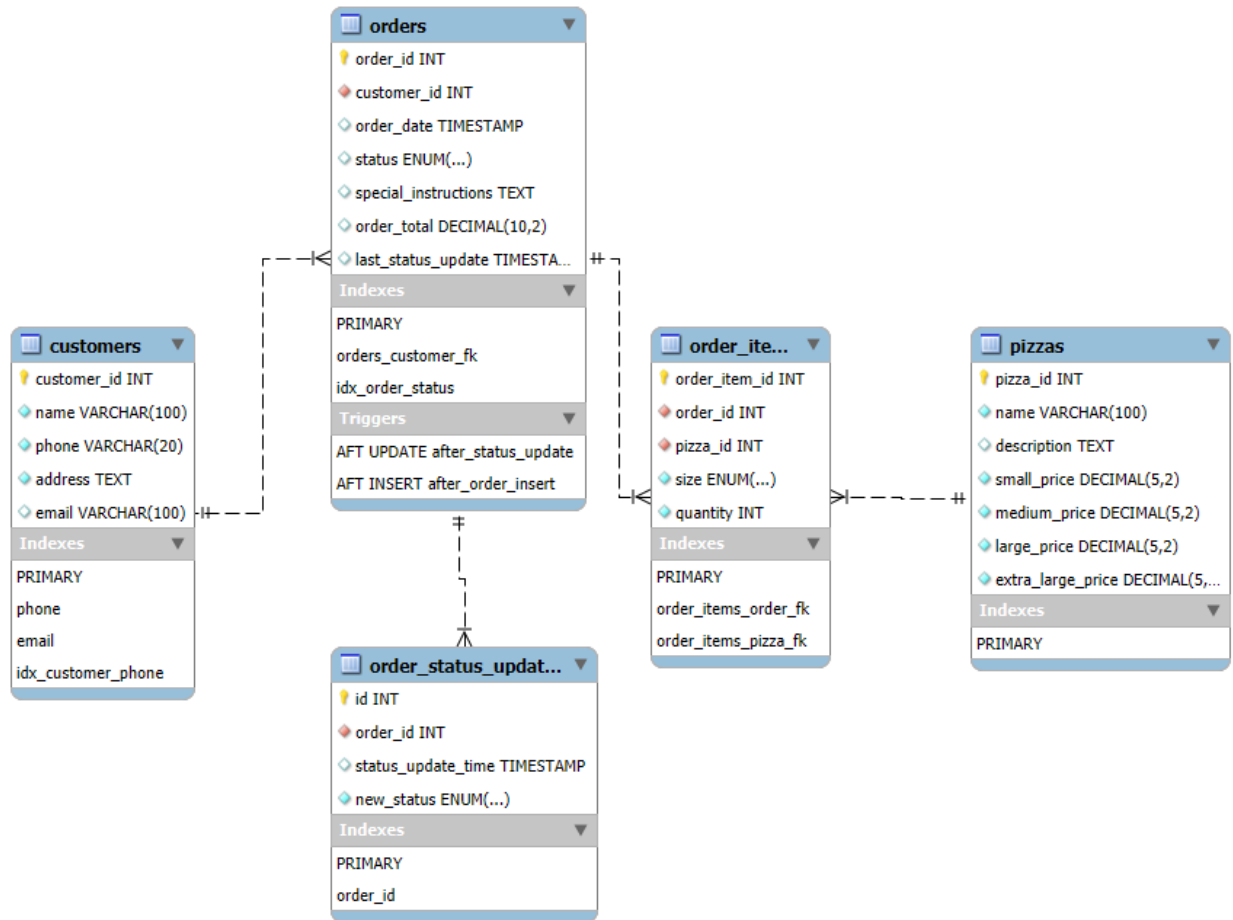 orders
order_id INT
customer_id INT
order_date TIMESTAMP
status ENUM(...)
special_instructions TEXT
order_total DECIMAL(10,2)
last_status_update TIMESTA...
Indexes
PRIMARY
orders_customer_fk
idx_order_status
Triggers
AFT UPDATE after_status_update
AFT INSERT after_order_insert
customers
customer_id INT
name VARCHAR(100)
phone VARCHAR(20)
address TEXT
email VARCHAR(100)
Indexes
PRIMARY
phone
email
idx_customer_phone
order_ite...
order_item_id INT
order_id INT
pizza_id INT
size ENUM(...)
quantity INT
Indexes
PRIMARY
order_items_order_fk
order_items_pizza_fk
pizzas
pizza_id INT
name VARCHAR(100)
description TEXT
small_price DECIMAL(5,2)
medium_price DECIMAL(5,2)
large_price DECIMAL(5,2)
extra_large_price DECIMAL(5,...
Indexes
PRIMARY
order_status_updat...
id INT
order_id INT
status_update_time TIMESTAMP
new_status ENUM(...)
Indexes
PRIMARY
order_id